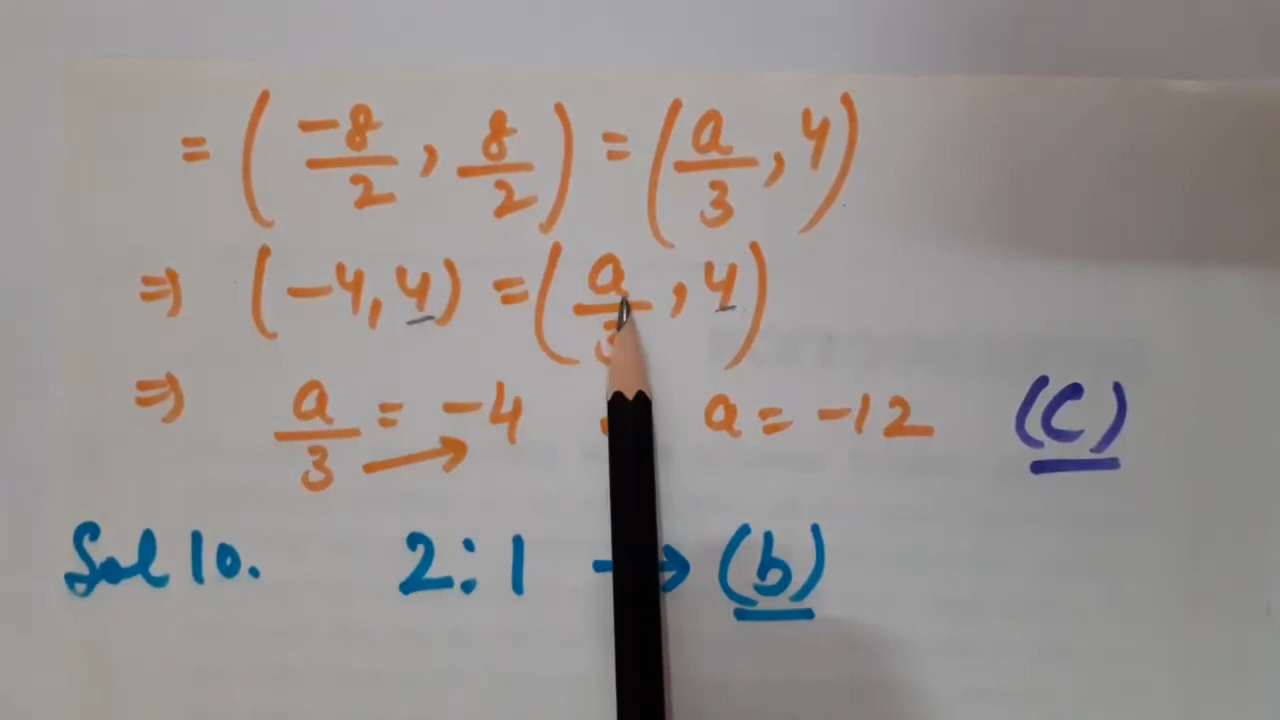 = (-8/2, 8/2) = (a/3, 4)
⇒ (-4, 4) = (a/3, 4)
⇒ a/3 = -4 a = -12 (C)
Sol 10. 2:1 → (b)